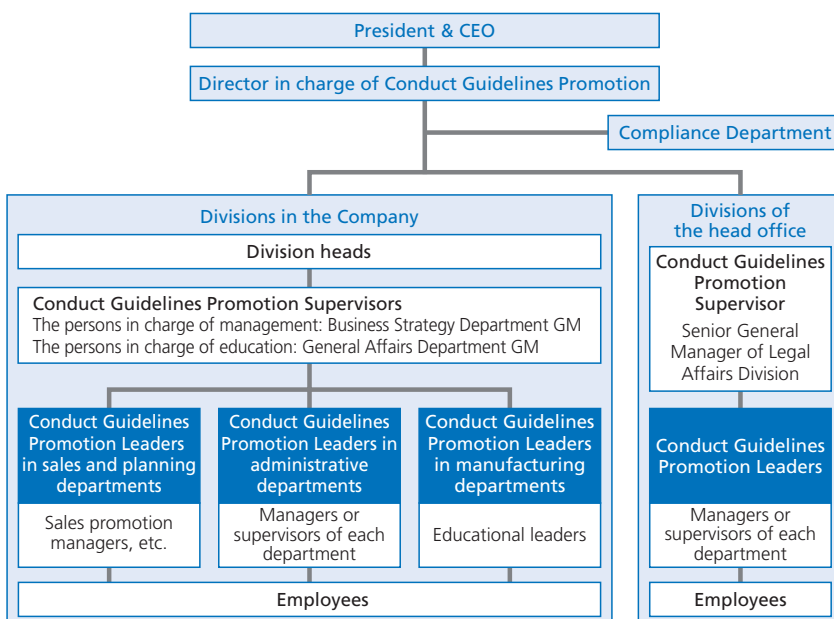 President & CEO
Director in charge of Conduct Guidelines Promotion
Compliance Department
Divisions in the Company
Division heads
Conduct Guidelines Promotion Supervisors
The persons in charge of management: Business Strategy Department GM
The persons in charge of education: General Affairs Department GM
Conduct Guidelines
Promotion Leaders
in sales and planning
departments
Sales promotion
managers, etc.
Conduct Guidelines
Promotion Leaders in
administrative
departments
Managers or
supervisors of each
department
Conduct Guidelines
Promotion Leaders
in manufacturing
departments
Educational leaders
Employees
Divisions of
the head office
Conduct Guidelines
Promotion
Supervisor
Senior General
Manager of Legal
Affairs Division
Conduct Guidelines
Promotion Leaders
Managers or
supervisors of each
department
Employees